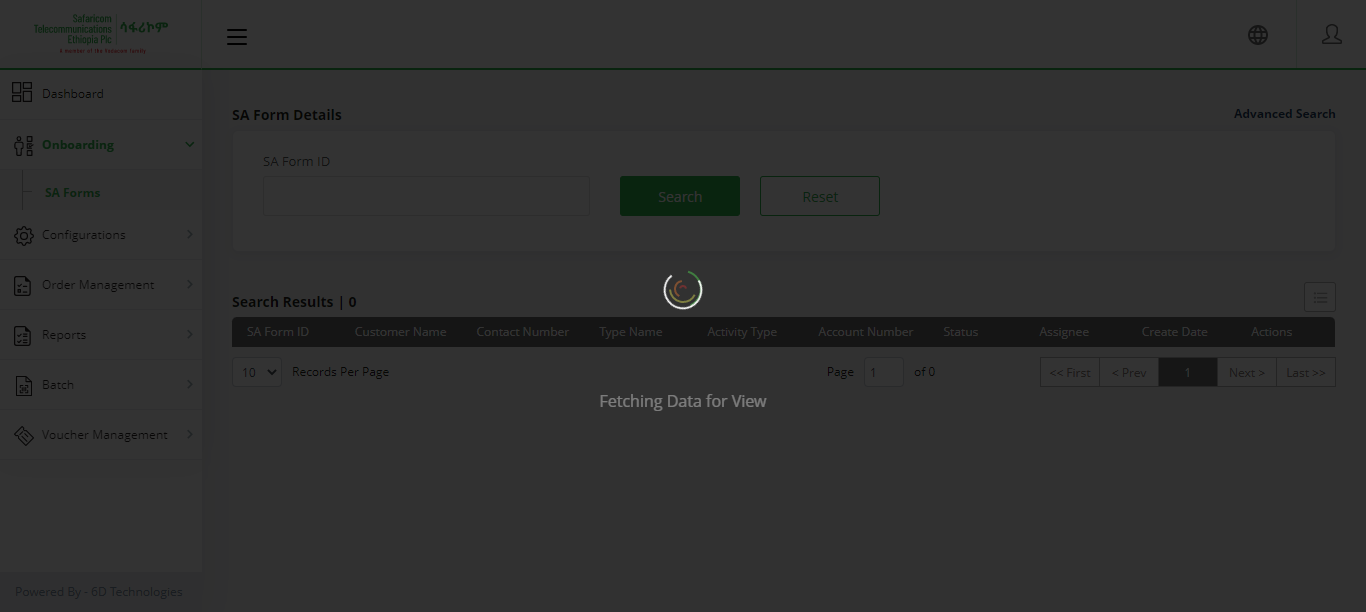 Safaricom
Telecommunications
Ethiopia Plc
ሳፋሪኮም
A member of the Vodacom family
Dashboard
Onboarding
SA Forms
Configurations
Order Management
Reports
Batch
Voucher Management
Powered By - 6D Technologies
SA Form Details
Advanced Search
SA Form ID
Search
Reset
Search Results | 0
SA Form ID Customer Name Contact Number Type Name Activity Type Account Number Status Assignee Create Date Actions
10 Records Per Page Page 1 of 0 << First < Prev 1 Next > Last >>
Fetching Data for View